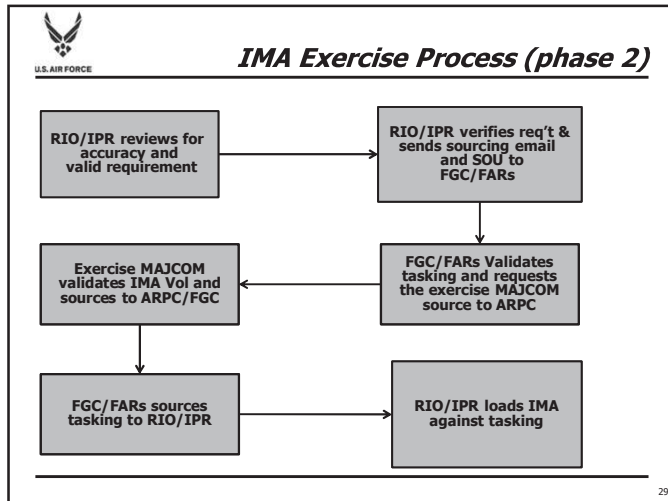 U.S. AIR FORCE
IMA Exercise Process (phase 2)
RIO/IPR reviews for
accuracy and
valid requirement
RIO/IPR verifies req't &
sends sourcing email
and SOU to
FGC/FARs
FGC/FARs Validates
tasking and requests
the exercise MAJCOM
source to ARPC
Exercise MAJCOM
validates IMA Vol and
sources to ARPC/FGC
FGC/FARs sources
tasking to RIO/IPR
RIO/IPR loads IMA
against tasking
29